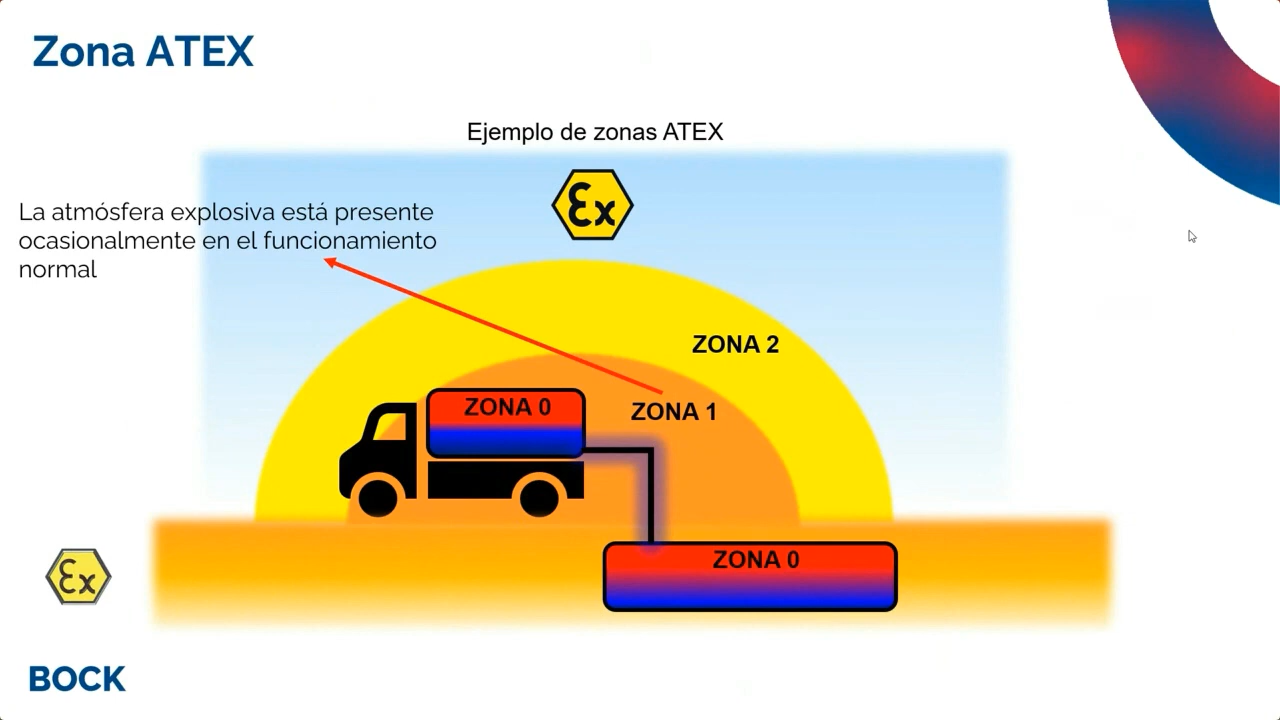 Zona ATEX
Ejemplo de zonas ATEX
Ex
La atmósfera explosiva está presente
ocasionalmente en el funcionamiento
normal
ZONA 2
ZONA 0
ZONA 1
ZONA 0
Ex
BOCK